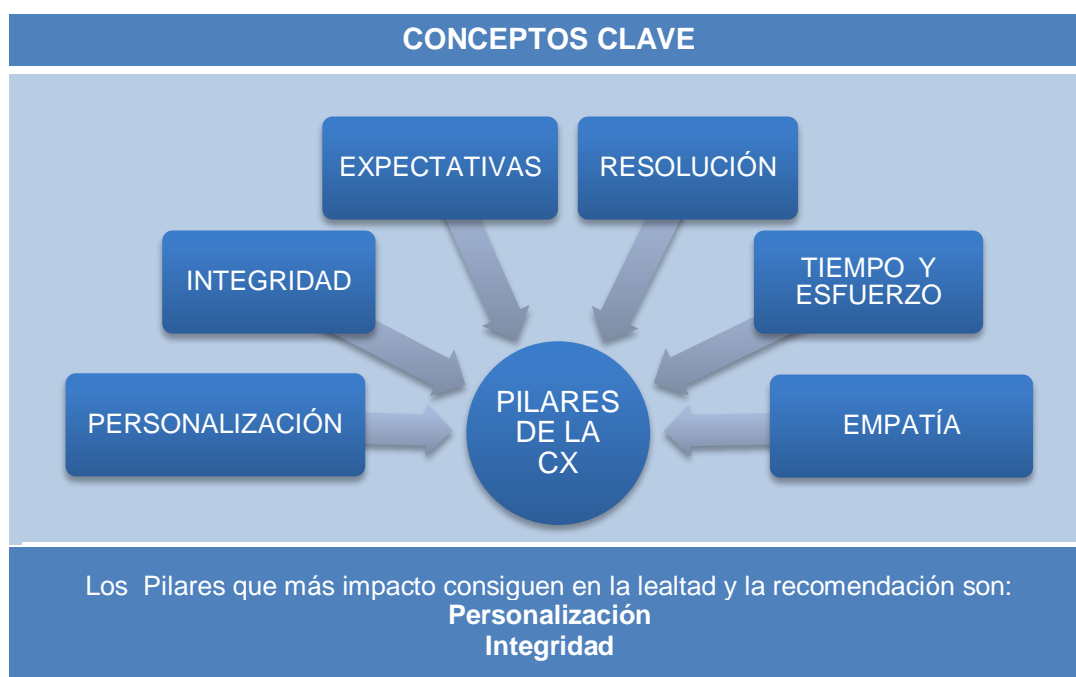 CONCEPTOS CLAVE
EXPECTATIVAS
RESOLUCIÓN
INTEGRIDAD
TIEMPO Y
ESFUERZO
PERSONALIZACIÓN
PILARES
DE LA
CX
EMPATÍA
Los Pilares que más impacto consiguen en la lealtad y la recomendación son:
Personalización
Integridad